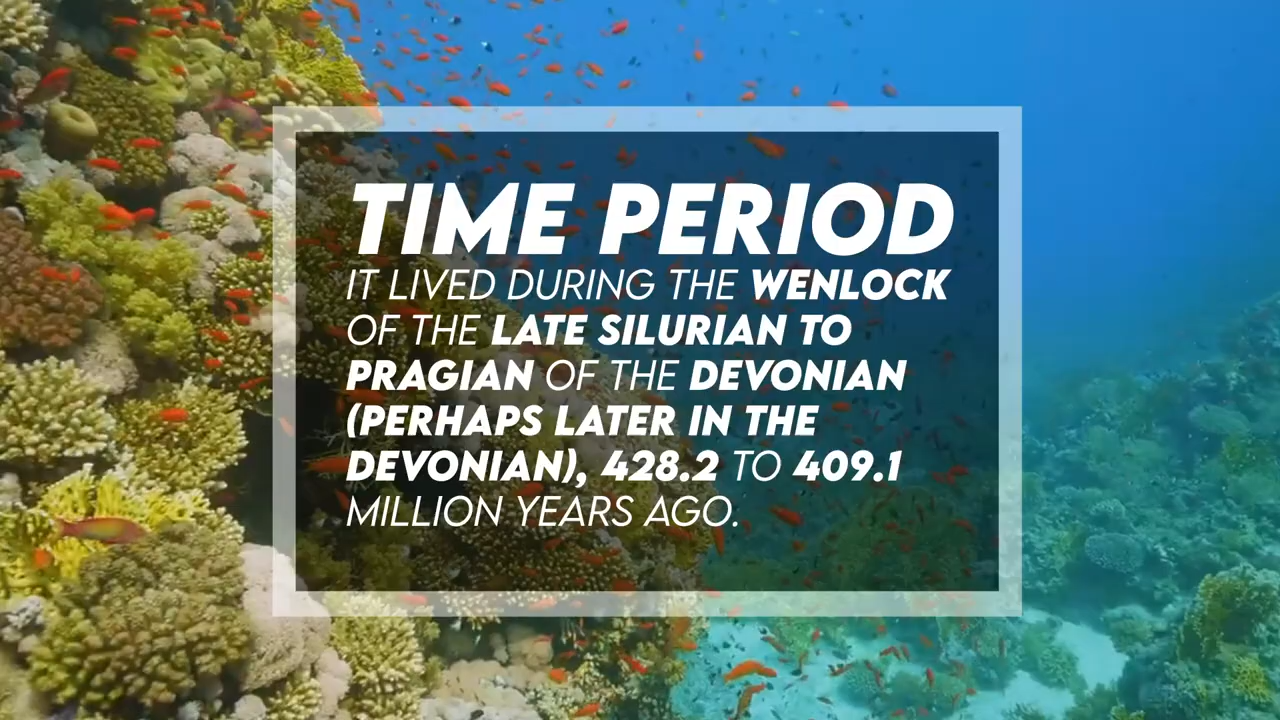 TIME PERIOD
IT LIVED DURING THE WENLOCK
OF THE LATE SILURIAN TO
PRAGIAN OF THE DEVONIAN
(PERHAPS LATER IN THE
DEVONIAN), 428.2 TO 409.1
MILLION YEARS AGO.